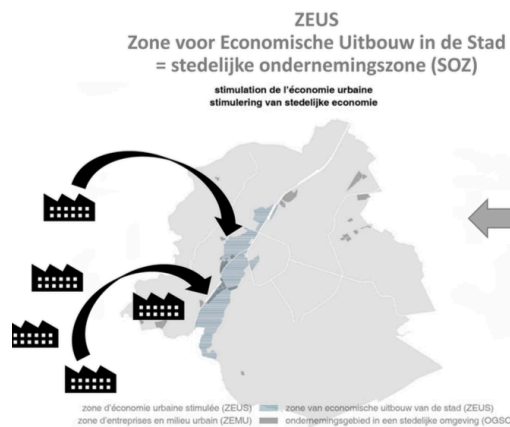 ZEUS
Zone voor Economische Uitbouw in de Stad
= stedelijke ondernemingszone (SOZ)
stimulation de l'économie urbaine
stimulering van stedelijke economie
zone d'économie urbaine stimulée (ZEUS) zone van economische uitbouw van de stad (ZEUS)
zone d'entreprises en milieu urbain (ZEMU) ondernemingsgebied in een stedelijke omgeving (OGSO